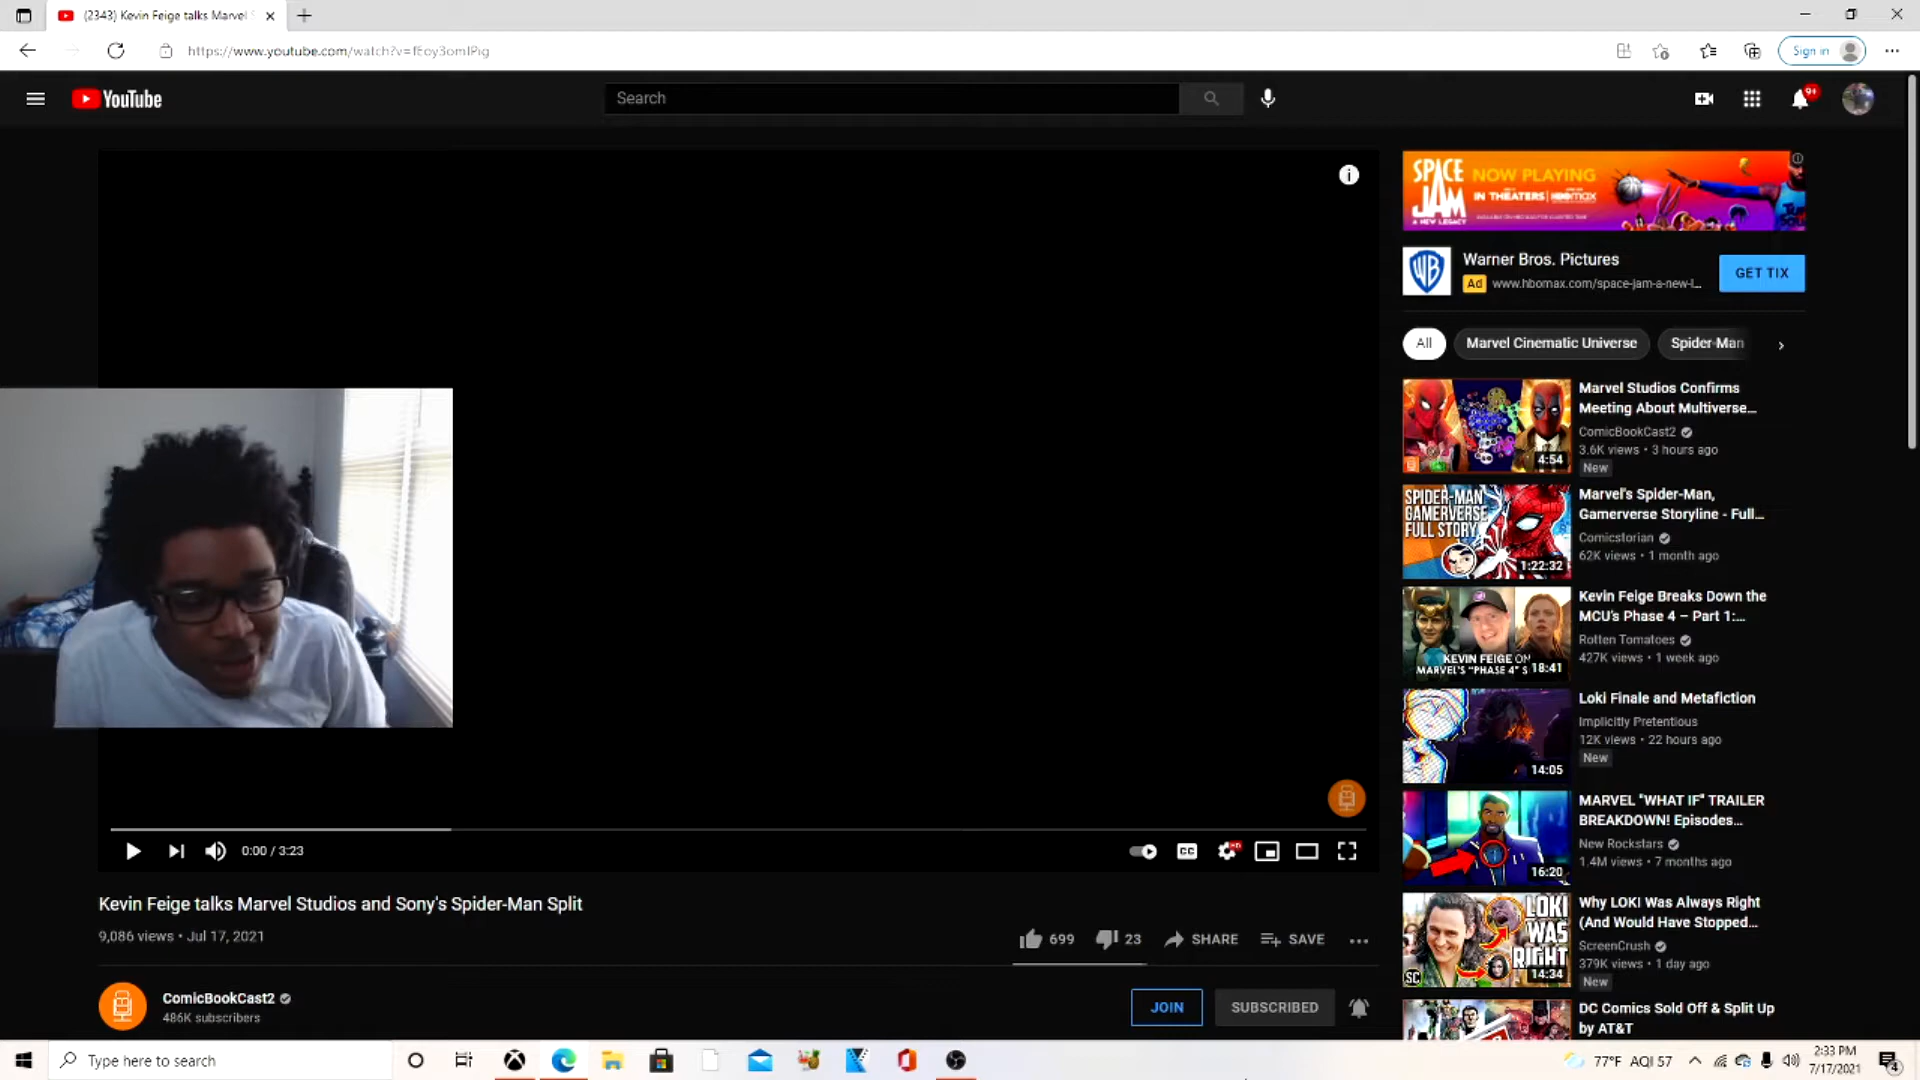 (2343) Kevin Feige talks Marvel S
https://www.youtube.com/watch?v=fEoy3omIPig
Sign in
YouTube
Search
9+
SPACE JAM
A NEW LEGACY
NOW PLAYING
IN THEATERS | HBOMAX
Warner Bros. Pictures
Ad www.hbomax.com/space-jam-a-new-l...
GET TIX
All
Marvel Cinematic Universe
Spider-Man
Marvel Studios Confirms
Meeting About Multiverse...
ComicBookCast2
3.6K views • 3 hours ago
New
4:54
SPIDER-MAN
GAMERVERSE
FULL STORY
1:22:32
Marvel's Spider-Man,
Gamerverse Storyline - Full...
Comicstorian
62K views • 1 month ago
KEVIN FEIGE ON
MARVEL'S "PHASE 4" S
18:41
Kevin Feige Breaks Down the
MCU's Phase 4 – Part 1:...
Rotten Tomatoes
427K views • 1 week ago
14:05
Loki Finale and Metafiction
Implicitly Pretentious
12K views • 22 hours ago
New
16:20
MARVEL "WHAT IF" TRAILER
BREAKDOWN! Episodes...
New Rockstars
1.4M views • 7 months ago
LOKI
WAS
RIGHT
SC
14:34
Why LOKI Was Always Right
(And Would Have Stopped...
ScreenCrush
379K views • 1 day ago
New
DC Comics Sold Off & Split Up
by AT&T
0:00 / 3:23
CC
HD
Kevin Feige talks Marvel Studios and Sony's Spider-Man Split
9,086 views • Jul 17, 2021
699
23
SHARE
SAVE
ComicBookCast2
486K subscribers
JOIN
SUBSCRIBED
Type here to search
77°F AQI 57
2:33 PM
7/17/2021
4